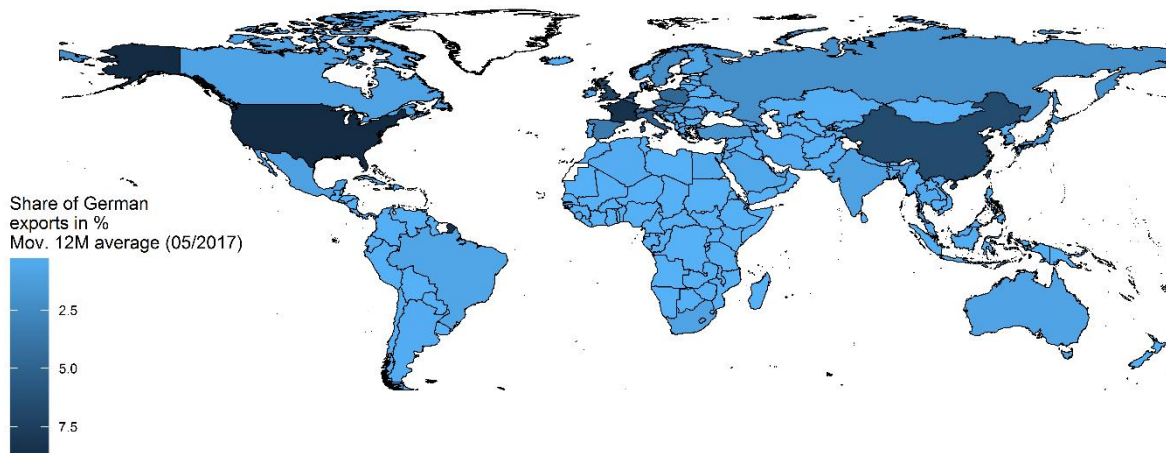 Share of German
exports in %
Mov. 12M average (05/2017)
2.5
5.0
7.5